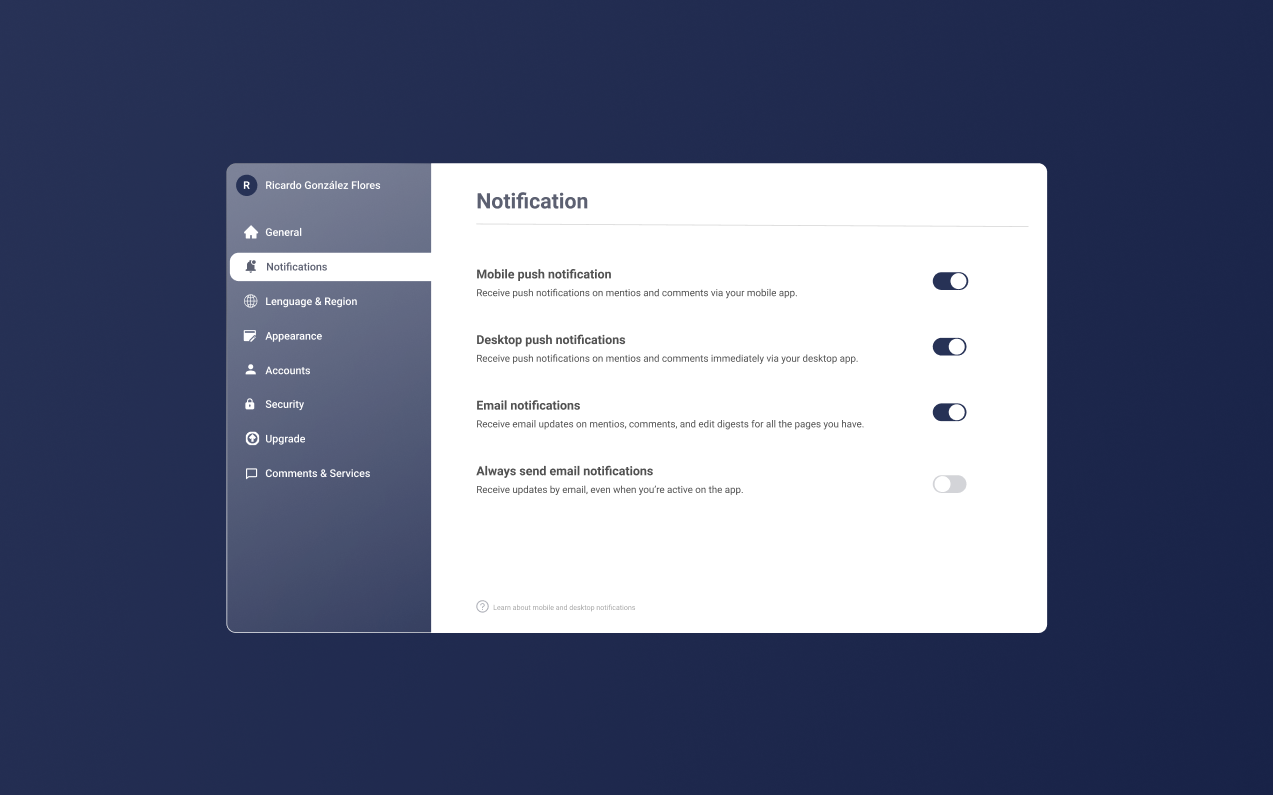 R
Ricardo González Flores
General
Notifications
Lenguage & Region
Appearance
Accounts
Security
Upgrade
Comments & Services
Notification
Mobile push notification
Receive push notifications on mentios and comments via your mobile app.
Desktop push notifications
Receive push notifications on mentios and comments immediately via your desktop app.
Email notifications
Receive email updates on mentios, comments, and edit digests for all the pages you have.
Always send email notifications
Receive updates by email, even when you’re active on the app.
? Learn about mobile and desktop notifications